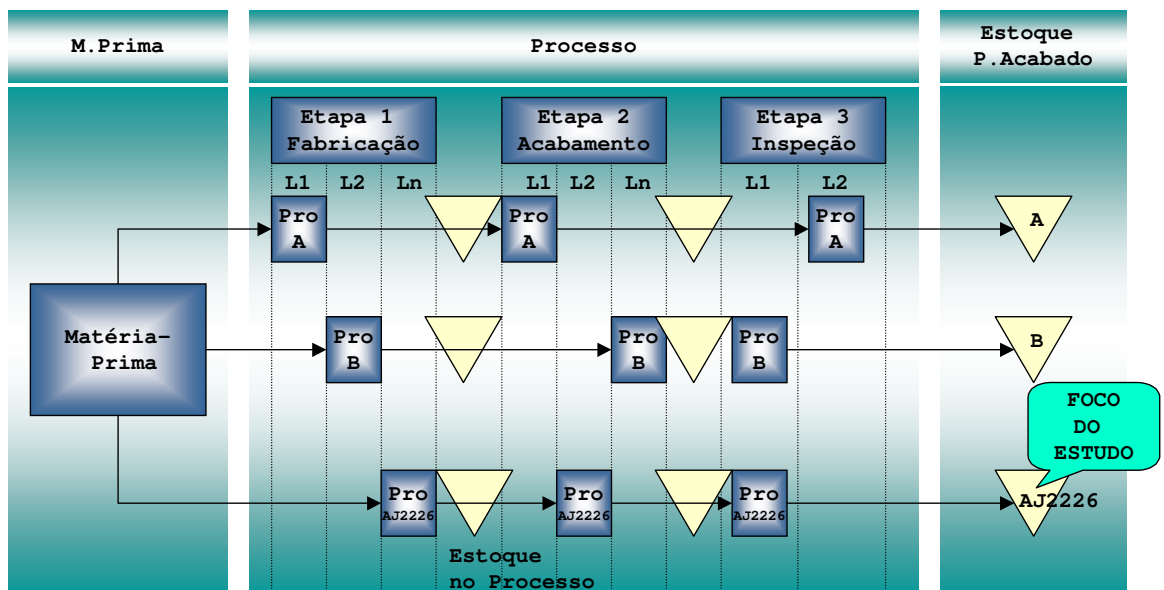 M.Prima
Processo
Estoque
P.Acabado
Etapa 1
Fabricação
Etapa 2
Acabamento
Etapa 3
Inspeção
L1 L2 Ln
L1 L2 Ln
L1 L2
Pro
A
Pro
A
Pro
A
A
Matéria-
Prima
Pro
B
Pro
B
Pro
B
B
FOCO
DO
ESTUDO
Pro
AJ2226
Pro
AJ2226
Pro
AJ2226
AJ2226
Estoque
no Processo